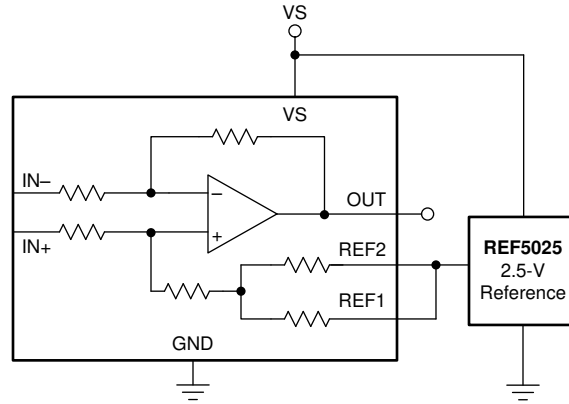 VS
VS
IN−
OUT
−
+
IN+
REF2
REF5025
2.5-V
Reference
REF1
GND